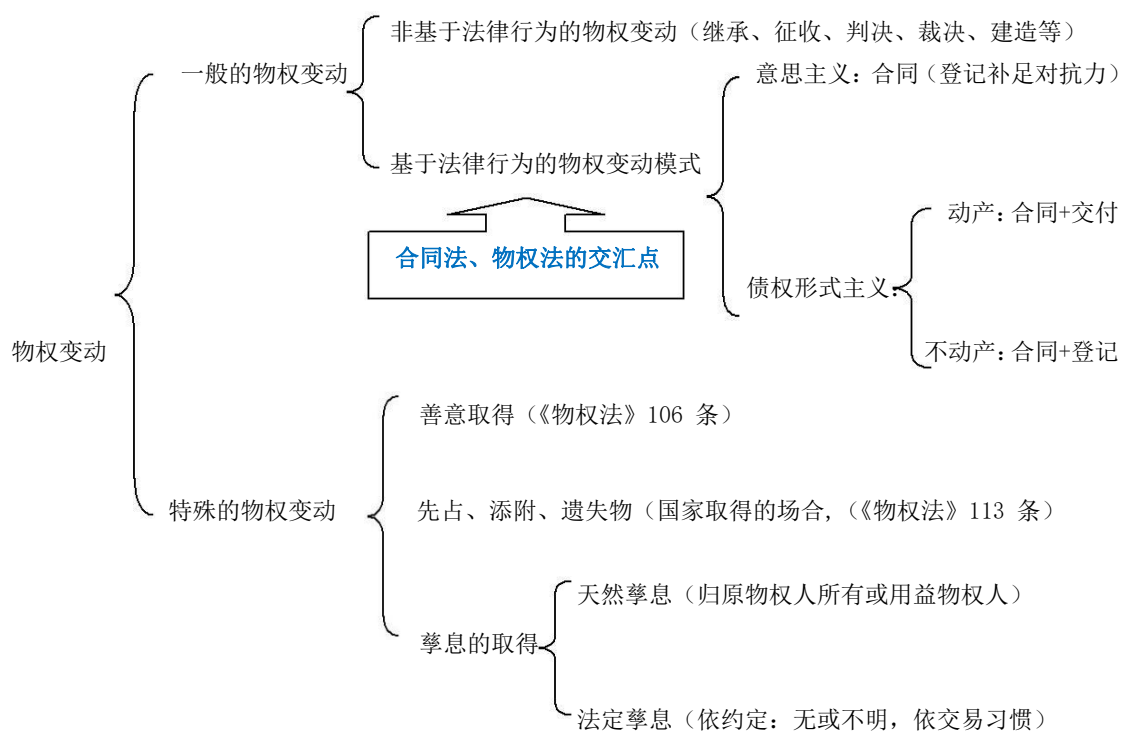 非基于法律行为的物权变动（继承、征收、判决、裁决、建造等）
一般的物权变动
意思主义：合同（登记补足对抗力）
基于法律行为的物权变动模式
动产：合同+交付
合同法、物权法的交汇点
债权形式主义：
物权变动
不动产：合同+登记
善意取得（《物权法》106 条）
特殊的物权变动
先占、添附、遗失物（国家取得的场合,（《物权法》113 条）
天然孳息（归原物权人所有或用益物权人）
孳息的取得
法定孳息（依约定：无或不明，依交易习惯）